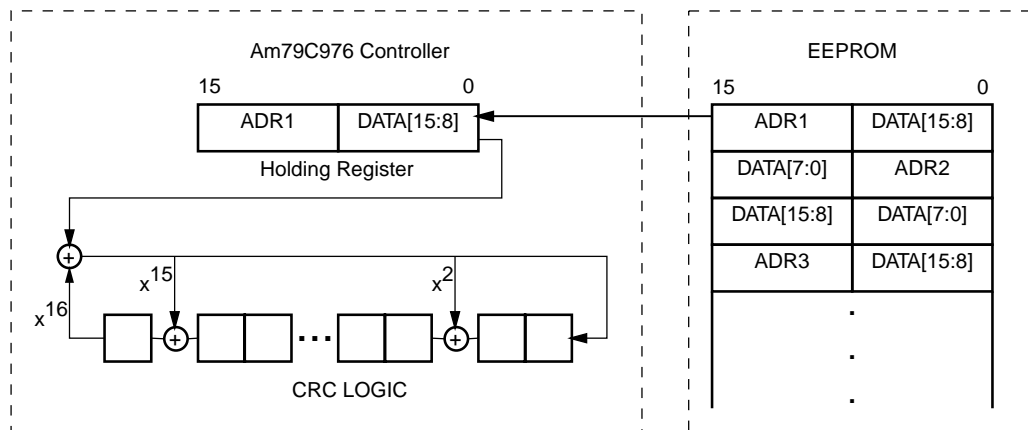 Am79C976 Controller
15 0
ADR1 DATA[15:8]
Holding Register
x16
x15
x2
CRC LOGIC
EEPROM
15 0
ADR1 DATA[15:8]
DATA[7:0] ADR2
DATA[15:8] DATA[7:0]
ADR3 DATA[15:8]